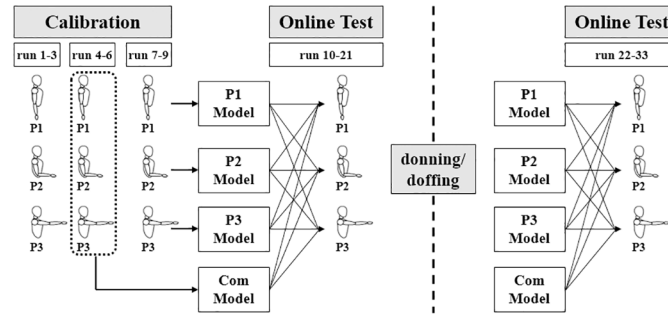 Calibration
Online Test
Online Test
run 1-3
run 4-6
run 7-9
run 10-21
run 22-33
P1
P1
P1
P1
Model
P1
P1
Model
P1
P2
P2
P2
P2
Model
P2
donning/
doffing
P2
Model
P2
P3
P3
P3
P3
Model
P3
P3
Model
P3
Com
Model
Com
Model